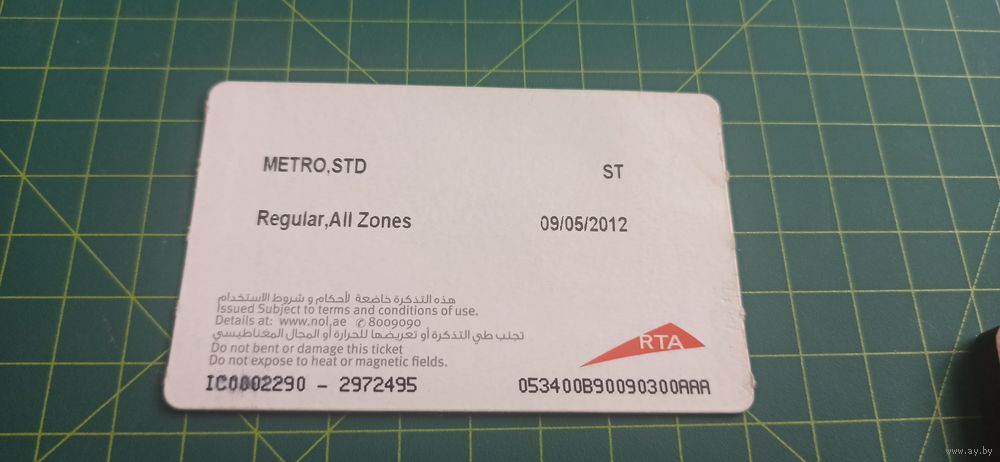 METRO,STD ST
Regular,All Zones 09/05/2012
هذه التذكرة خاضعة لأحكام و شروط الاستخدام
Issued Subject to terms and conditions of use.
Details at: www.nol.ae ✆8009090
تجنب طي التذكرة أو تعريضها للحرارة أو المجال المغناطيسي
Do not bent or damage this ticket
Do not expose to heat or magnetic fields.
RTA
IC0002290 - 2972495 053400B90090300AAA
www.ay.by